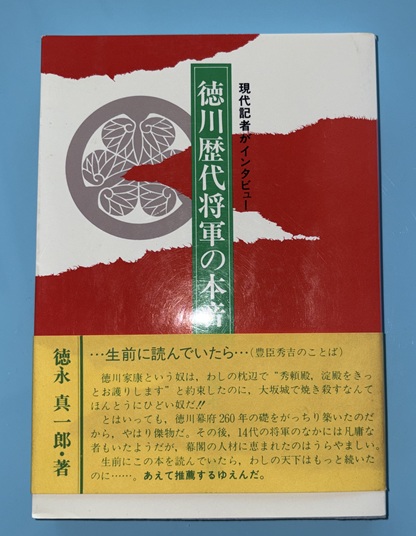 現代記者がインタビュー
徳川歴代将軍の本音
徳永 真一郎・著
…生前に読んでいたら…(豊臣秀吉のことば)
徳川家康という奴は、わしの枕辺で“秀頼殿、淀殿をきっ
とお護りします”と約束したのに、大坂城で焼き殺すなんて
ほんとうにひどい奴だ!!
とはいっても、徳川幕府260年の礎をがっちり築いたのだ
から、やはり傑物だ。その後、14代の将軍のなかには凡庸な
者もいたようだが、幕閣の人材に恵まれたのはうらやましい。
生前にこの本を読んでいたら、わしの天下はもっと続いた
のに……。あえて推薦するゆえんだ。